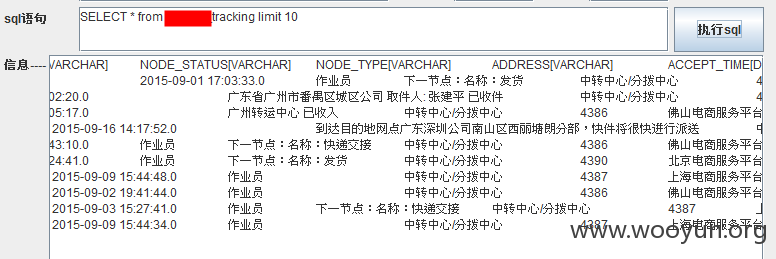 sql语句
SELECT * from tracking limit 10
执行sql
信息----
VARCHAR] NODE_STATUS[VARCHAR] NODE_TYPE[VARCHAR] ADDRESS[VARCHAR] ACCEPT_TIME[D
2015-09-01 17:03:33.0 作业员 下一节点：名称：发货 中转中心/分拨中心 4
02:20.0 广东省广州市番禺区城区公司 取件人: 张建平 已收件
05:17.0 广州转运中心 已收入 中转中心/分拨中心 4386 佛山电商服务平台
2015-09-16 14:17:52.0 到达目的地网点广东深圳公司南山区西丽塘朗分部，快件将很快进行派送 中
43:10.0 作业员 下一节点：名称：快递交接 中转中心/分拨中心 4386 佛山电商服务平台
24:41.0 作业员 下一节点：名称：发货 中转中心/分拨中心 4390 北京电商服务平台
2015-09-09 15:44:48.0 作业员 中转中心/分拨中心 4387 上海电商服务平
2015-09-02 19:41:44.0 作业员 中转中心/分拨中心 4386 佛山电商服务平
2015-09-03 15:27:41.0 作业员 下一节点：名称：快递交接 中转中心/分拨中心 4387
2015-09-09 15:44:34.0 作业员 中转中心/分拨中心 4387 上海电商服务平
www.wooyun.org